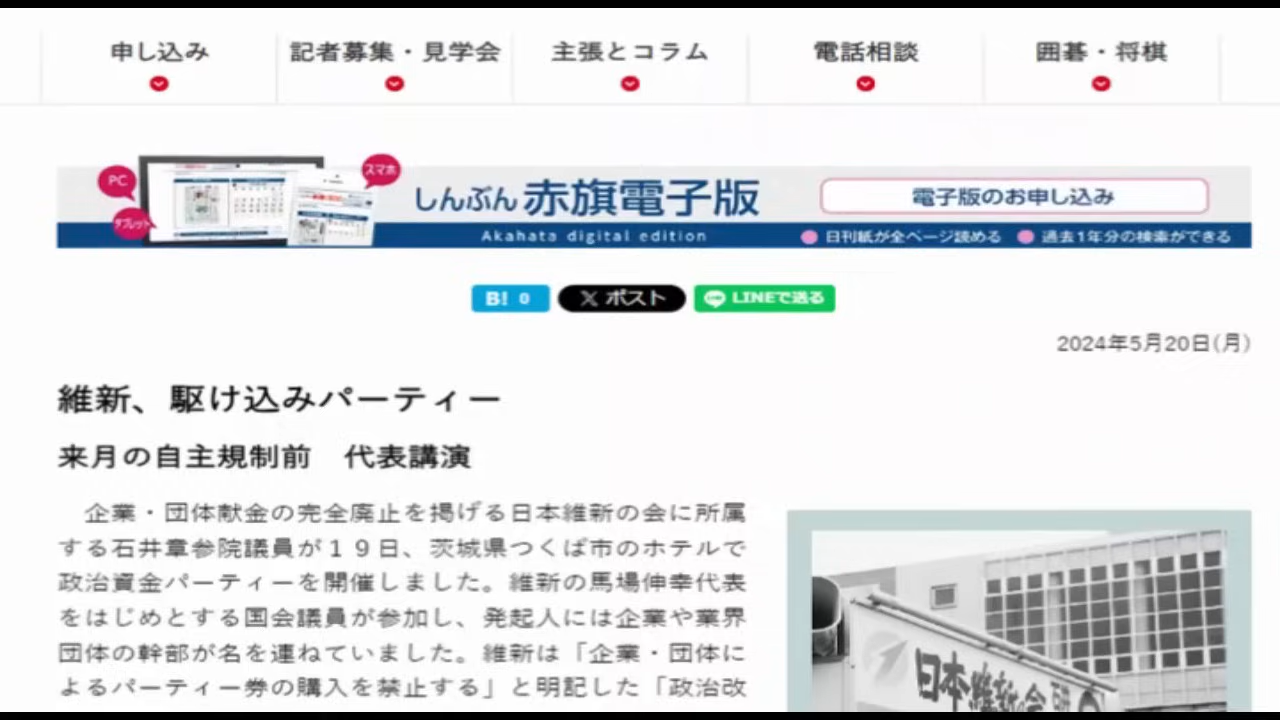 申し込み
記者募集・見学会
主張とコラム
電話相談
囲碁・将棋
PC
スマホ
タブレット
しんぶん 赤旗電子版
電子版のお申し込み
Akahata digital edition
日刊紙が全ページ読める
過去1年分の検索ができる
B! 0
X ポスト
LINEで送る
2024年5月20日(月)
維新、駆け込みパーティー
来月の自主規制前　代表講演
企業・団体献金の完全廃止を掲げる日本維新の会に所属
する石井章参院議員が１９日、茨城県つくば市のホテルで
政治資金パーティーを開催しました。維新の馬場伸幸代表
をはじめとする国会議員が参加し、発起人には企業や業界
団体の幹部が名を連ねていました。維新は「企業・団体に
よるパーティー券の購入を禁止する」と明記した「政治改
日本維新の会 研